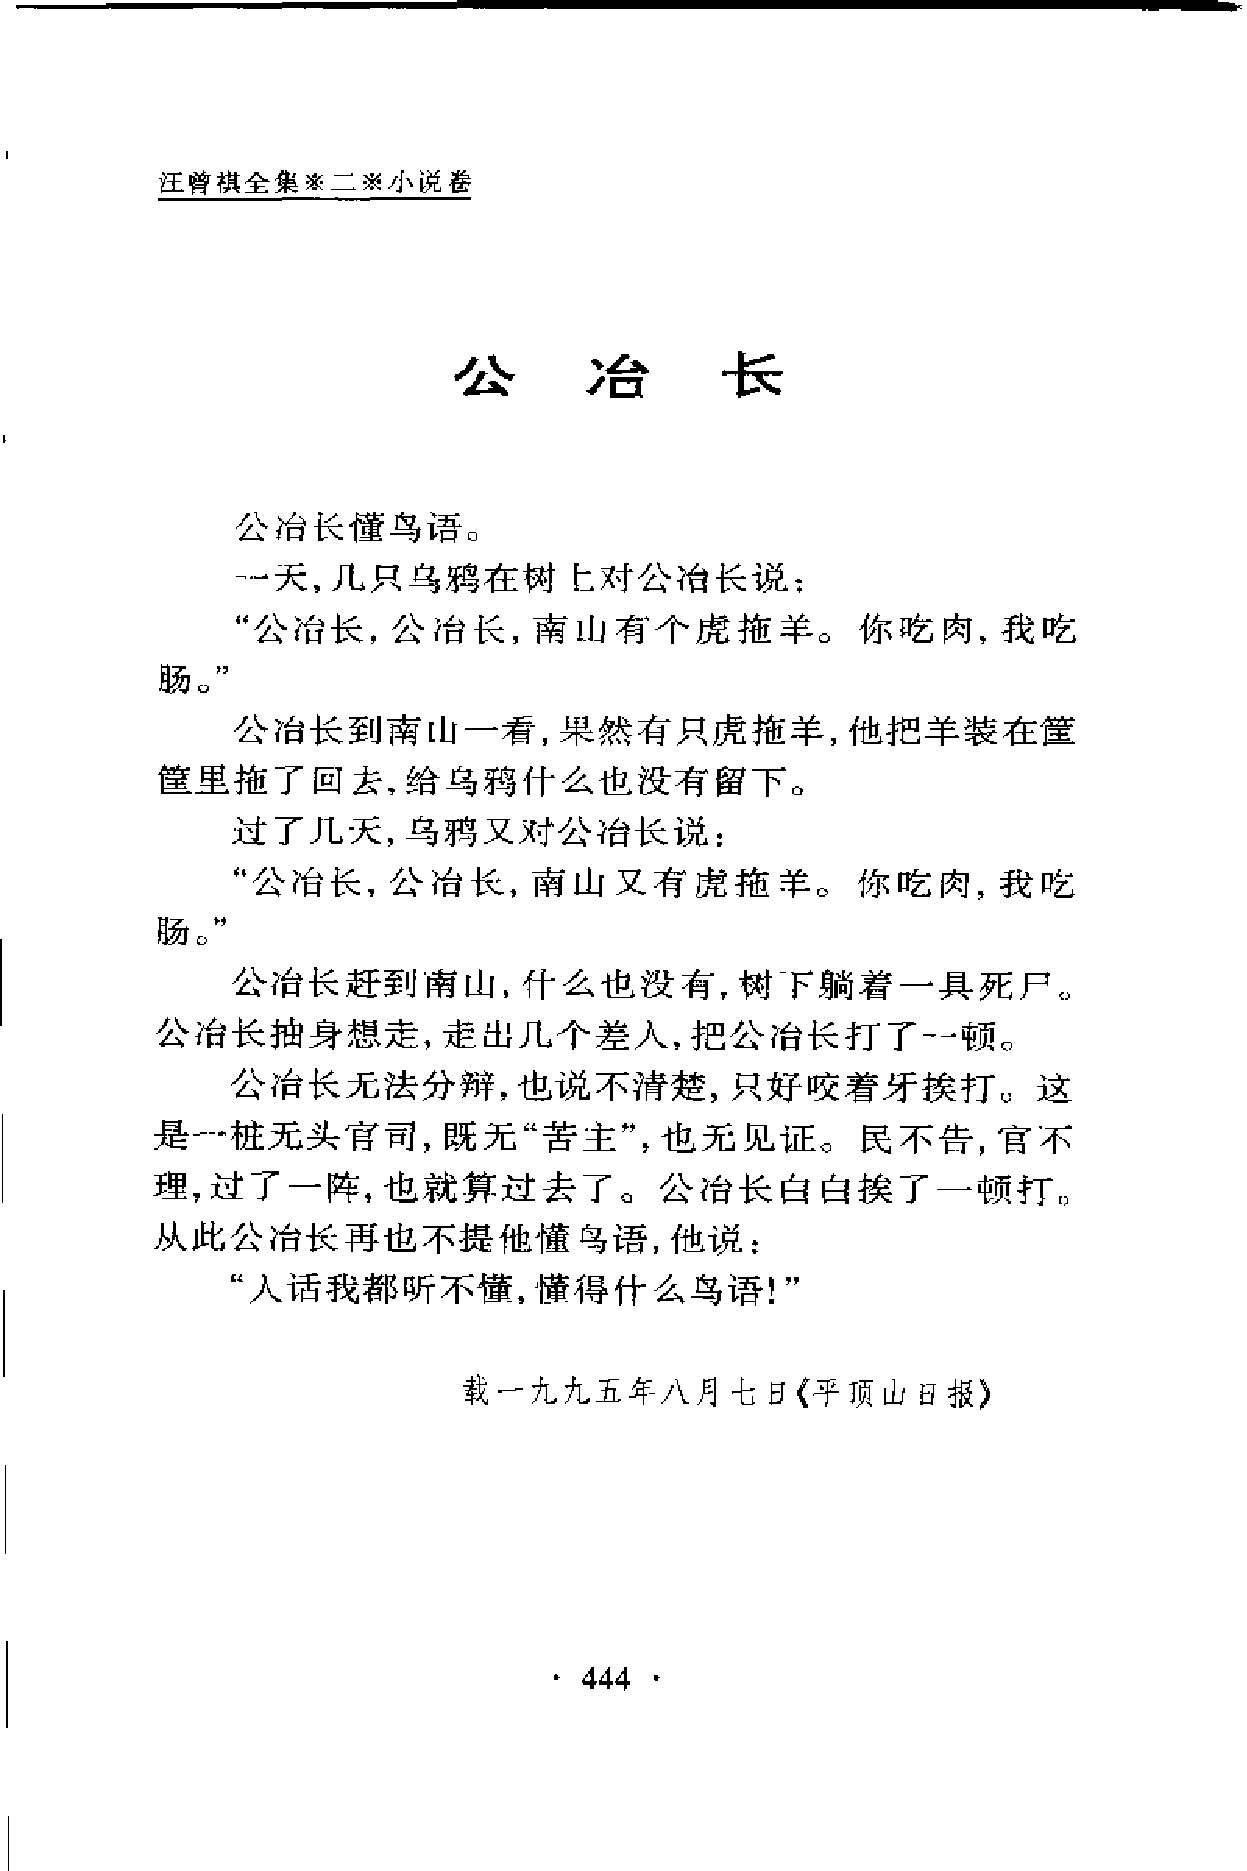 汪曾祺全集※二※小说卷
公冶长
公冶长懂鸟语。
一天,几只乌鸦在树上对公冶长说:
“公冶长,公冶长,南山有个虎拖羊。你吃肉,我吃
肠。”
公冶长到南山一看,果然有只虎拖羊,他把羊装在筐
筐里拖了回去,给乌鸦什么也没有留下。
过了几天,乌鸦又对公冶长说:
“公冶长,公冶长,南山又有虎拖羊。你吃肉,我吃
肠。”
公冶长赶到南山,什么也没有,树下躺着一具死尸。
公冶长抽身想走,走出几个差人,把公冶长打了一顿。
公冶长无法分辩,也说不清楚,只好咬着牙挨打。这
是一桩无头官司,既无“苦主”,也无见证。民不告,官不
理,过了一阵,也就算过去了。公冶长白白挨了一顿打。
从此公冶长再也不提他懂鸟语,他说:
“人话我都听不懂,懂得什么鸟语!”
载一九九五年八月七日《平顶山日报》
· 444 ·